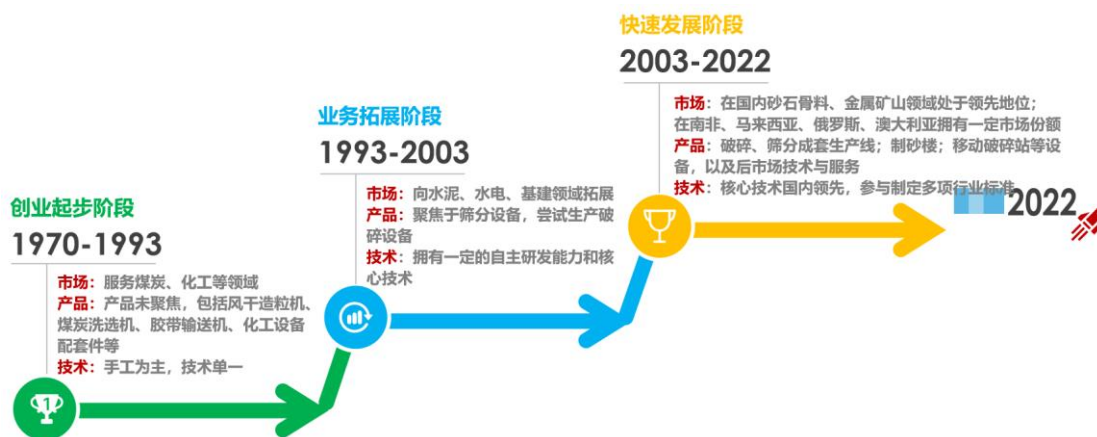 快速发展阶段
2003-2022
市场：在国内砂石骨料、金属矿山领域处于领先地位；
在南非、马来西亚、俄罗斯、澳大利亚拥有一定市场份额
产品：破碎、筛分成套生产线；制砂楼；移动破碎站等设
备，以及后市场技术与服务
技术：核心技术国内领先，参与制定多项行业标准
2022
业务拓展阶段
1993-2003
市场：向水泥、水电、基建领域拓展
产品：聚焦于筛分设备，尝试生产破
碎设备
技术：拥有一定的自主研发能力和核
心技术
创业起步阶段
1970-1993
市场：服务煤炭、化工等领域
产品：产品未聚焦，包括风干造粒机、
煤炭洗选机、胶带输送机、化工设备
配套件等
技术：手工为主，技术单一
1